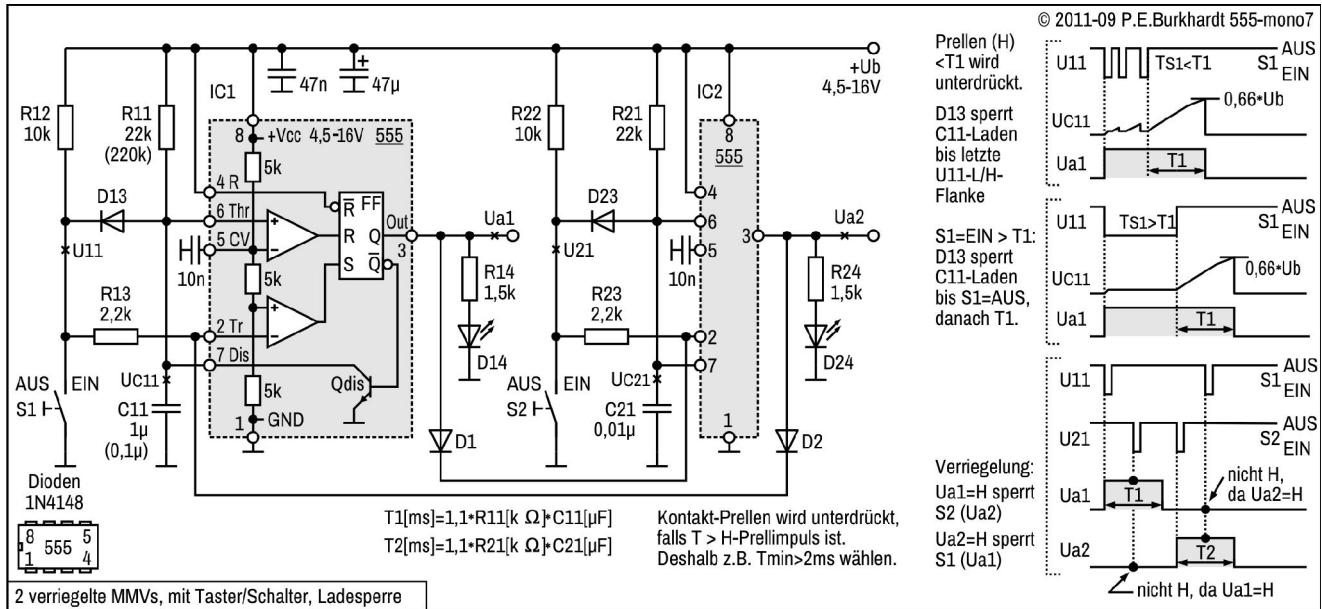 © 2011-09 P.E.Burkhardt 555-mono7
+Ub
4,5-16V
47n
47µ
+
R12
10k
R11
22k
(220k)
IC1
8
+Vcc 4,5-16V 555
5k
4 R
6 Thr
5 CV
10n
D13
U11
R13
2,2k
2 Tr
7 Dis
5k
5k
+
−
+
−
R FF
R Q
S Q
Out
3
Qdis
1
GND
AUS EIN
S1
UC11
C11
1µ
(0,1µ)
Ua1
R14
1,5k
D14
D1
R22
10k
R21
22k
IC2
8
555
4
6
5
3
2
7
1
10n
D23
U21
R23
2,2k
AUS EIN
S2
UC21
C21
0,01µ
Ua2
R24
1,5k
D24
D2
Dioden
1N4148
8 5
555
1 4
T1[ms]=1,1*R11[k Ω]*C11[µF]
T2[ms]=1,1*R21[k Ω]*C21[µF]
Kontakt-Prellen wird unterdrückt,
falls T > H-Prellimpuls ist.
Deshalb z.B. Tmin>2ms wählen.
2 verriegelte MMVs, mit Taster/Schalter, Ladesperre
Prellen (H)
<T1 wird
unterdrückt.
D13 sperrt
C11-Laden
bis letzte
U11-L/H-
Flanke
U11
TS1<T1
S1 AUS
EIN
UC11
0,66*Ub
Ua1
T1
S1=EIN > T1:
D13 sperrt
C11-Laden
bis S1=AUS,
danach T1.
U11
TS1>T1
S1 AUS
EIN
UC11
0,66*Ub
Ua1
T1
U11
S1 AUS
EIN
U21
S2 AUS
EIN
Verriegelung:
Ua1=H sperrt
S2 (Ua2)
Ua2=H sperrt
S1 (Ua1)
Ua1
T1
nicht H,
da Ua2=H
Ua2
T2
nicht H, da Ua1=H